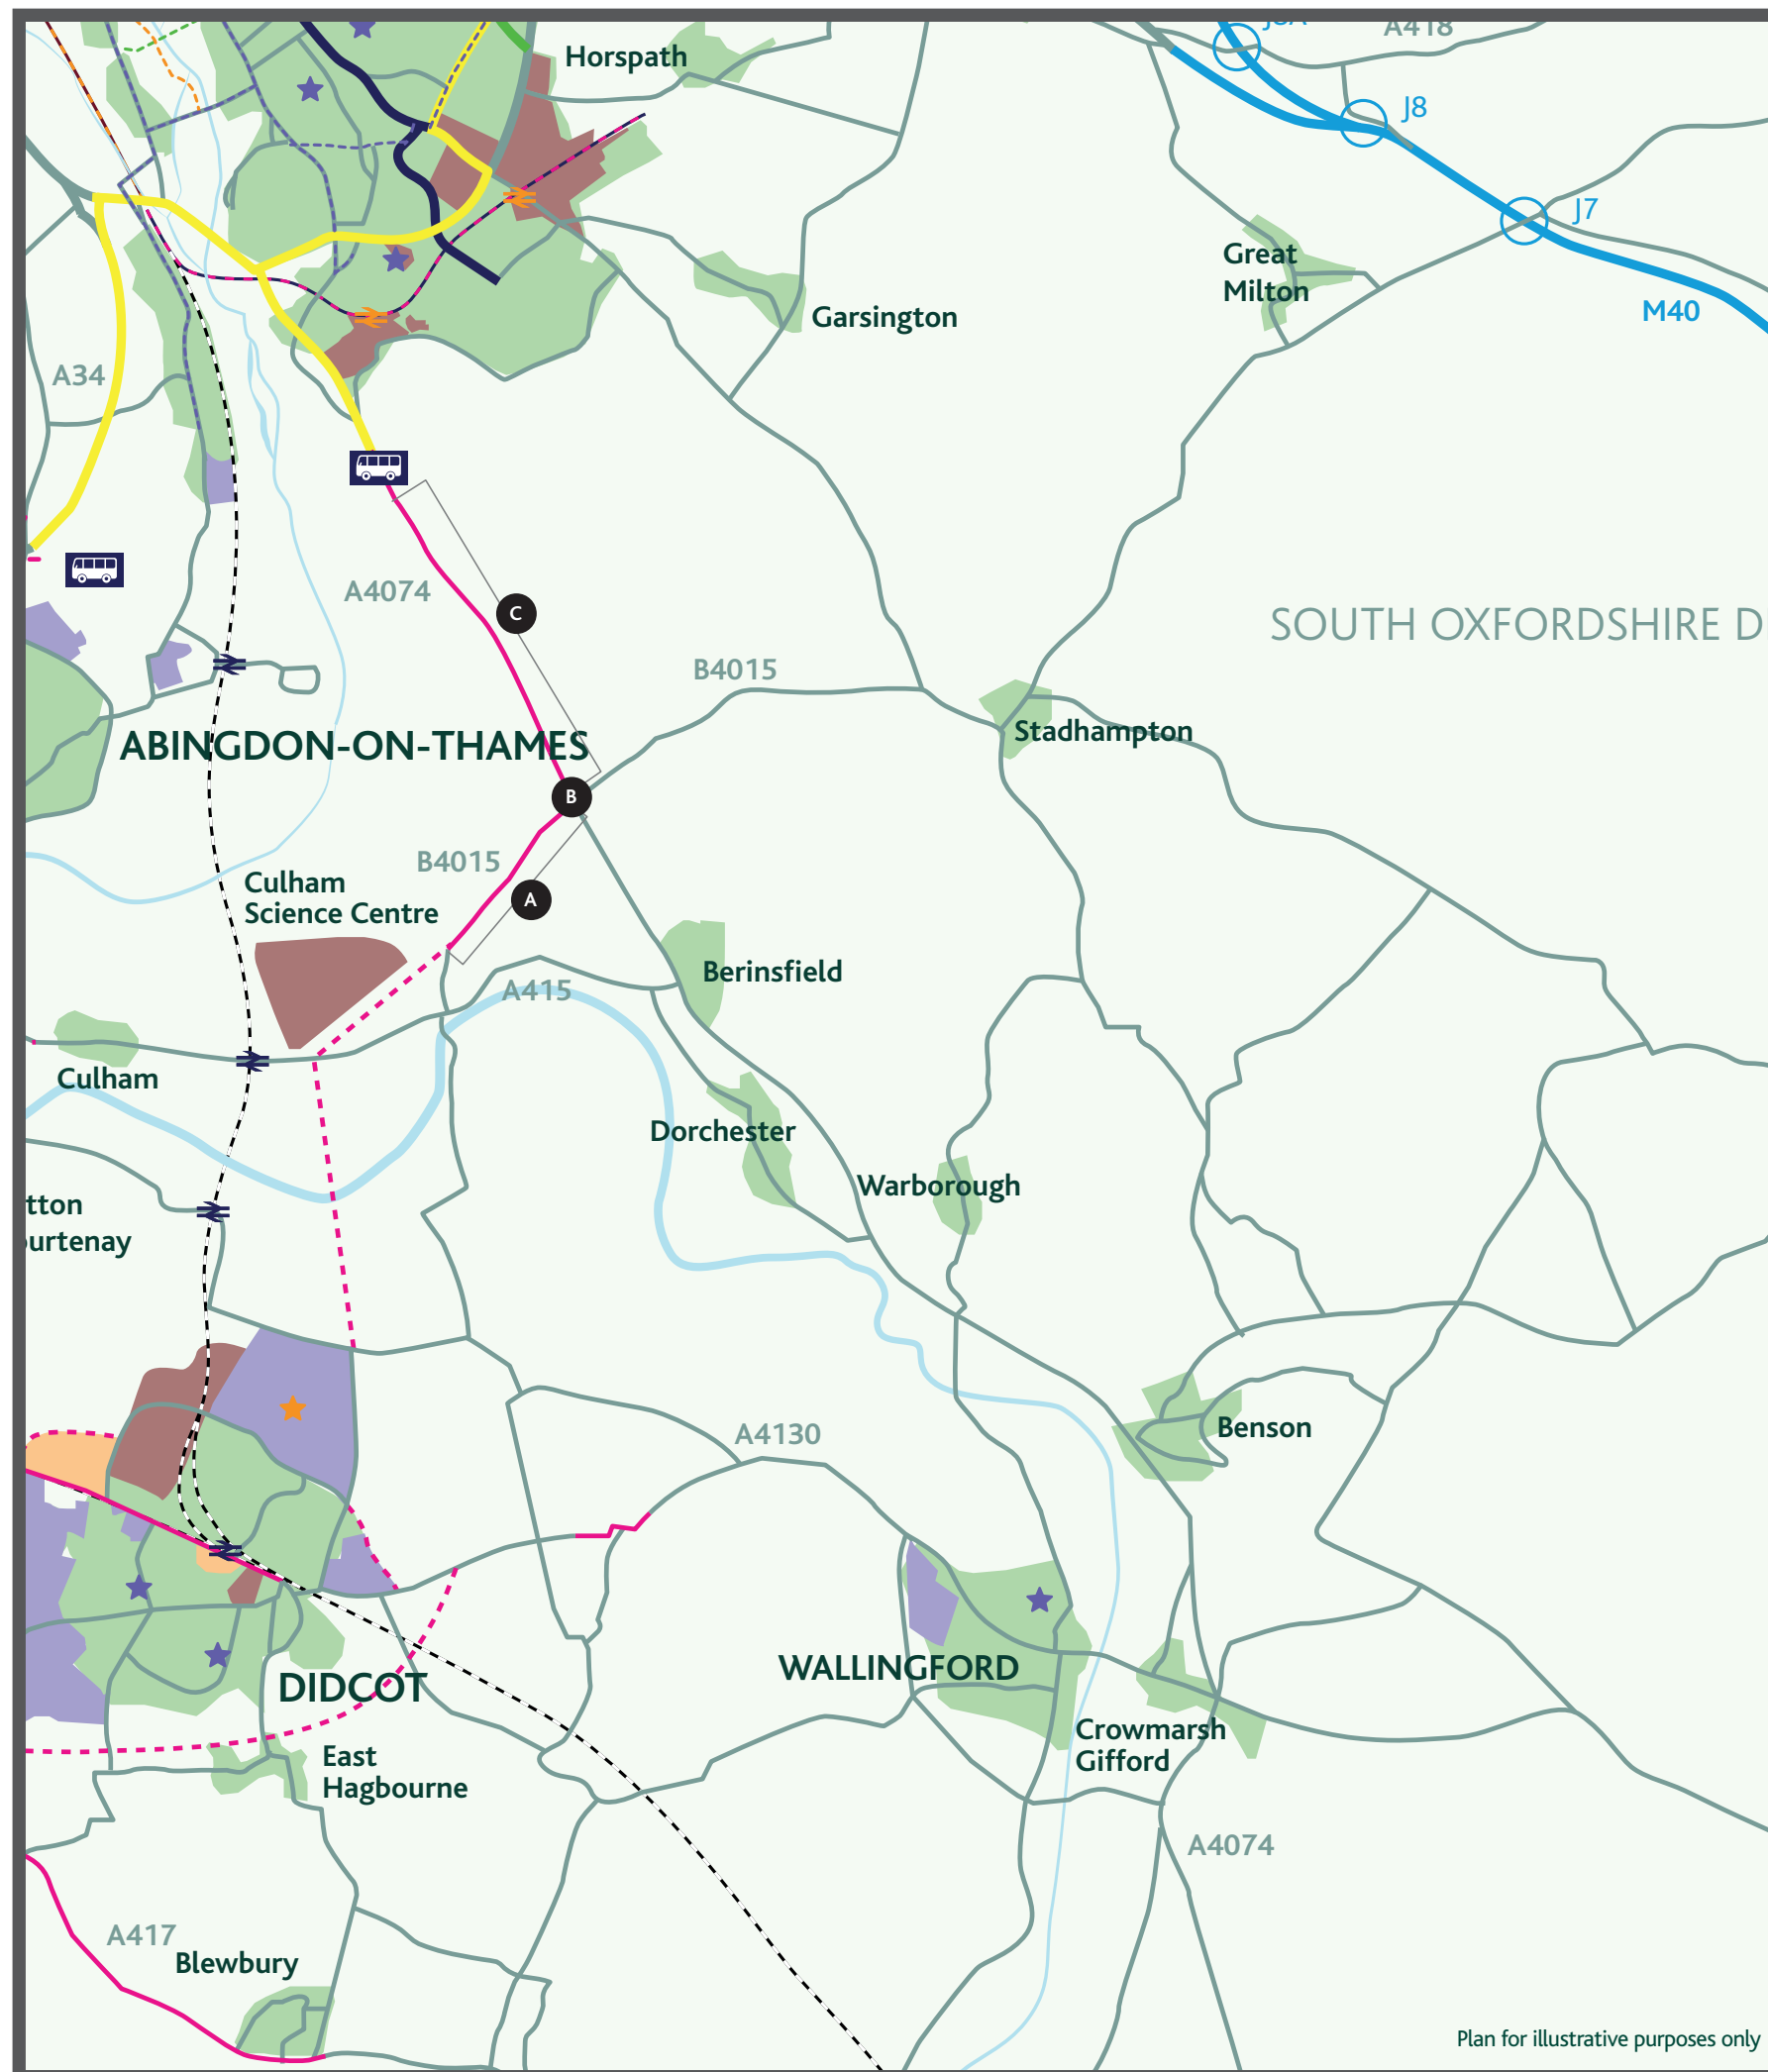 A418
Horspath
J8
J7
Great
Milton
M40
Garsington
A34
A4074
C
SOUTH OXFORDSHIRE D
B4015
Stadhampton
ABINGDON-ON-THAMES
B
B4015
Culham
Science Centre
A
Berinsfield
A415
Culham
Dorchester
Warborough
tton
ourtenay
A4130
Benson
WALLINGFORD
DIDCOT
Crowmarsh
Gifford
East
Hagbourne
A4074
A417
Blewbury
Plan for illustrative purposes only